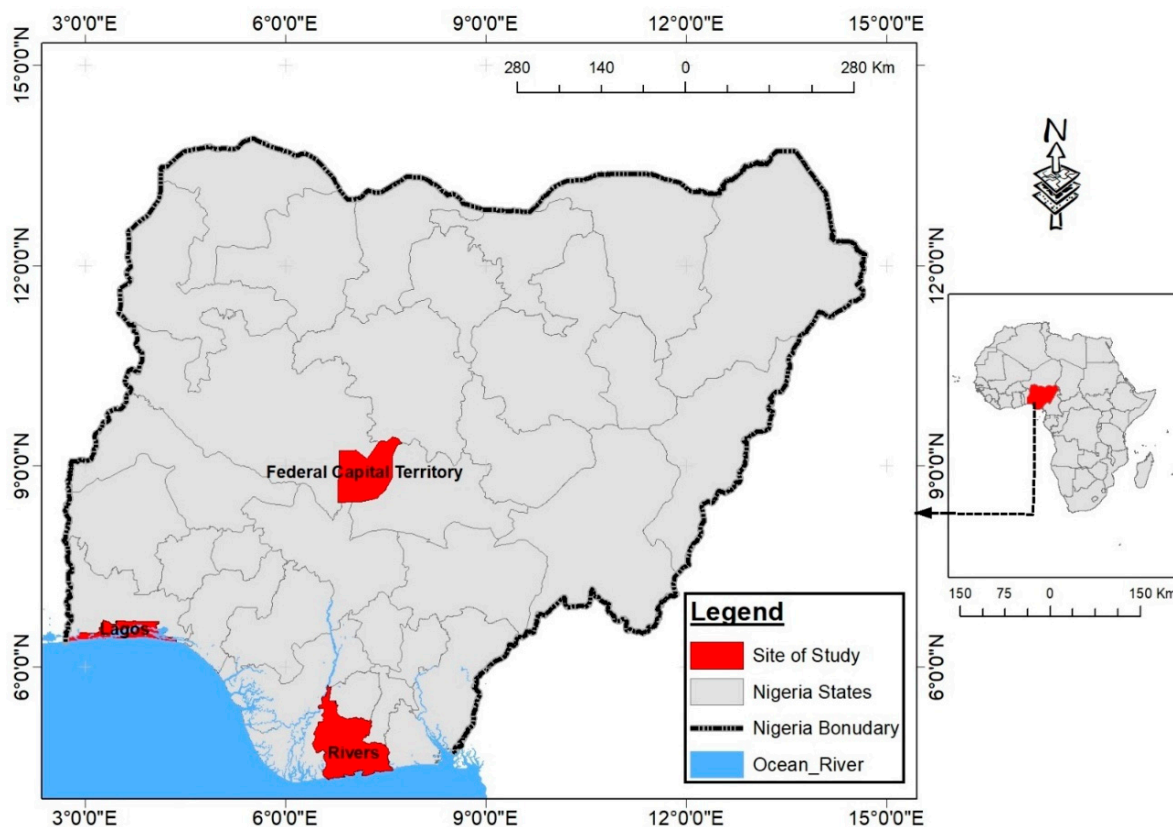 3°0'0"E 6°0'0"E 9°0'0"E 15°0'0"E
15°0'0"N
280 140 0 280 Km
N
12°0'0"N
12°0'0"N
Federal Capital Territory
9°0'0"N
9°0'0"N
150 75 0 150 Km
Lagos
6°0'0"N
6°0'0"N
Rivers
Legend
Site of Study
Nigeria States
Nigeria Bonudary
Ocean_River
3°0'0"E 6°0'0"E 9°0'0"E 12°0'0"E 15°0'0"E